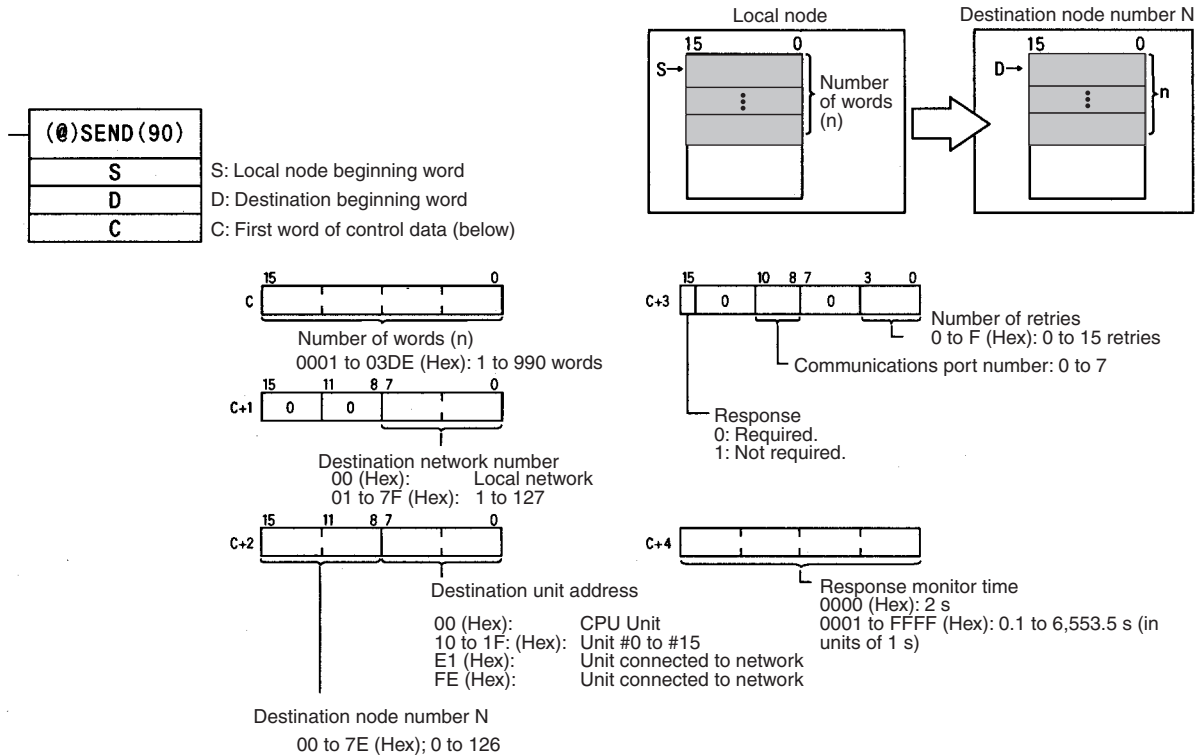 Local node
Destination node number N
15 0
15 0
S→
Number of words (n)
D→
n
(@)SEND(90)
S
S: Local node beginning word
D
D: Destination beginning word
C
C: First word of control data (below)
15 0
C
Number of words (n)
0001 to 03DE (Hex): 1 to 990 words
15 11 8 7 0
C+1 0 0
Destination network number
00 (Hex): Local network
01 to 7F (Hex): 1 to 127
15 11 8 7 0
C+2
Destination unit address
00 (Hex): CPU Unit
10 to 1F: (Hex): Unit #0 to #15
E1 (Hex): Unit connected to network
FE (Hex): Unit connected to network
Destination node number N
00 to 7E (Hex); 0 to 126
15 10 8 7 3 0
C+3 0 0
Number of retries
0 to F (Hex): 0 to 15 retries
Communications port number: 0 to 7
Response
0: Required.
1: Not required.
C+4
Response monitor time
0000 (Hex): 2 s
0001 to FFFF (Hex): 0.1 to 6,553.5 s (in
units of 1 s)